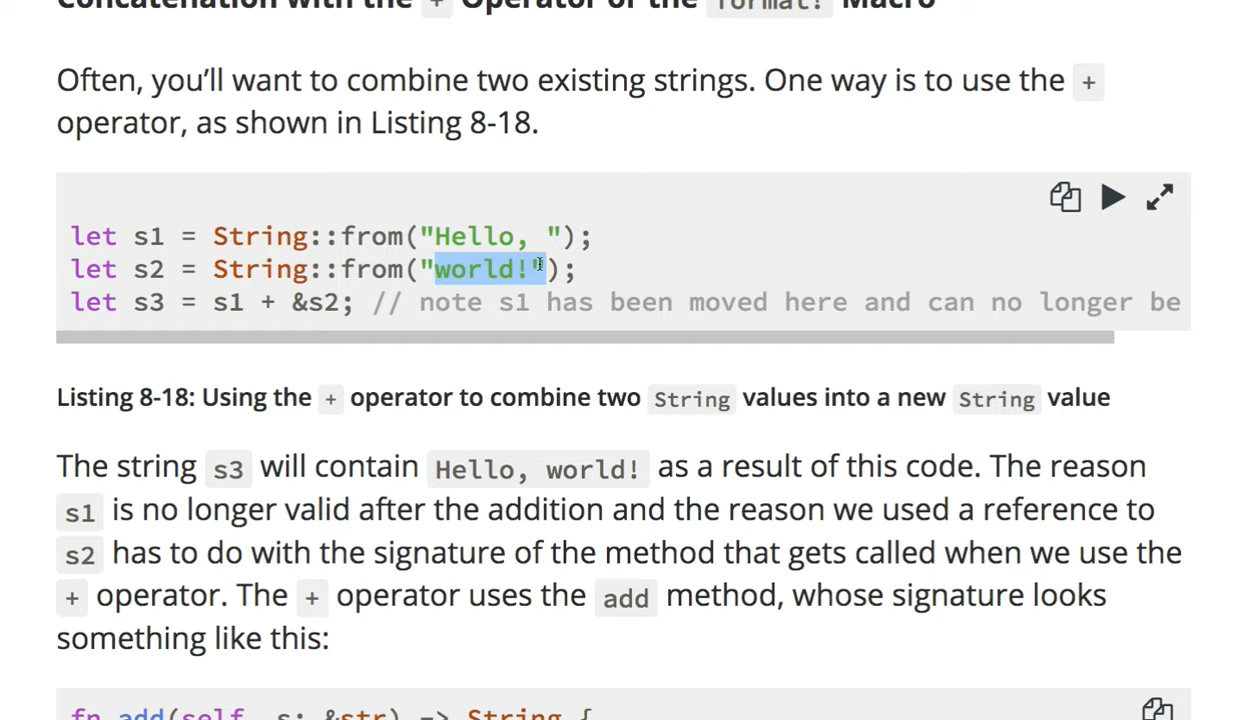 Concatenation with the + Operator or the format! Macro
Often, you’ll want to combine two existing strings. One way is to use the +
operator, as shown in Listing 8-18.
let s1 = String::from("Hello, ");
let s2 = String::from("world!");
let s3 = s1 + &s2; // note s1 has been moved here and can no longer be
Listing 8-18: Using the + operator to combine two String values into a new String value
The string s3 will contain Hello, world! as a result of this code. The reason
s1 is no longer valid after the addition and the reason we used a reference to
s2 has to do with the signature of the method that gets called when we use the
+ operator. The + operator uses the add method, whose signature looks
something like this:
fn add(self, s: &str) -> String {